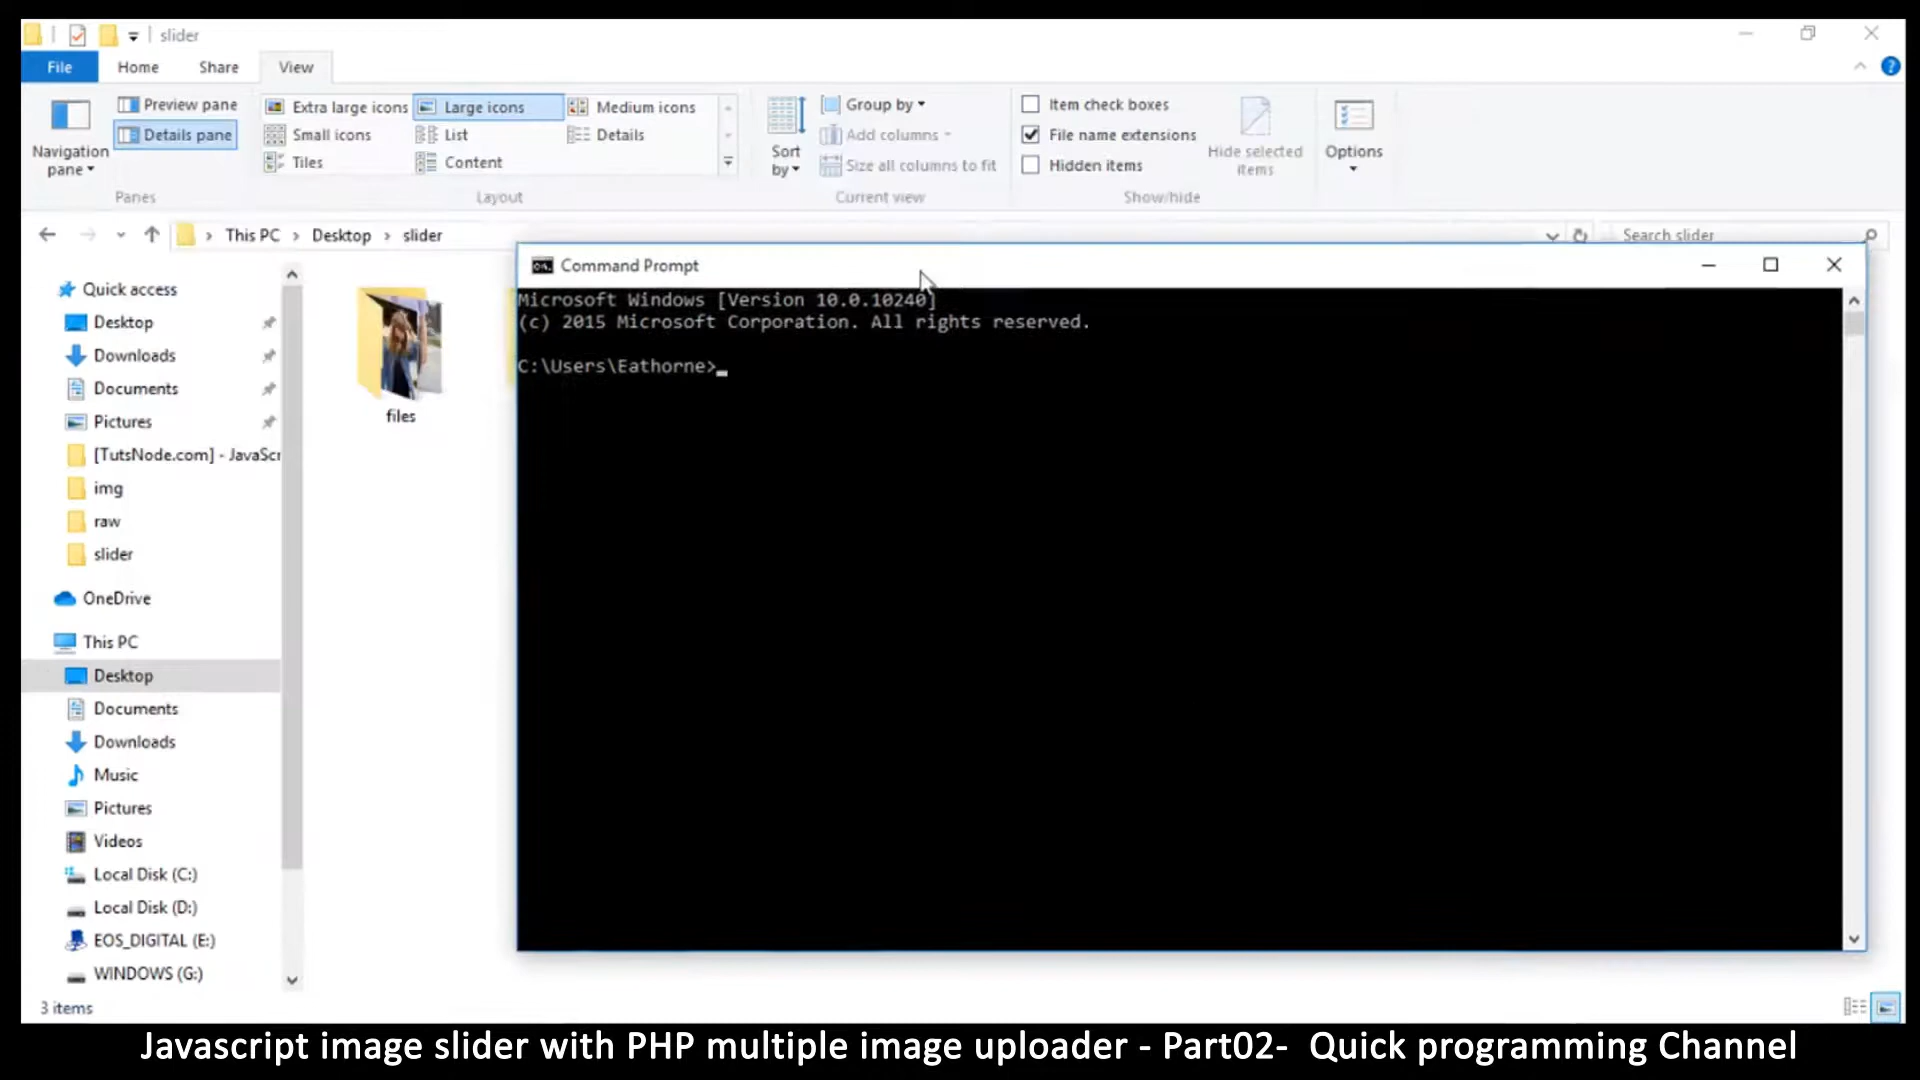 slider
File Home Share View
Navigation pane
Preview pane
Details pane
Panes
Extra large icons Large icons Medium icons
Small icons List Details
Tiles Content
Layout
Sort by
Group by
Add columns
Size all columns to fit
Current view
Item check boxes
File name extensions
Hidden items
Hide selected items
Show/hide
Options
This PC > Desktop > slider
Search slider
Quick access
Desktop
Downloads
Documents
Pictures
[TutsNode.com] - JavaScr
img
raw
slider
OneDrive
This PC
Desktop
Documents
Downloads
Music
Pictures
Videos
Local Disk (C:)
Local Disk (D:)
EOS_DIGITAL (E:)
WINDOWS (G:)
files
Command Prompt
Microsoft Windows [Version 10.0.10240]
(c) 2015 Microsoft Corporation. All rights reserved.
C:\Users\Eathorne>
3 items
Javascript image slider with PHP multiple image uploader - Part02- Quick programming Channel